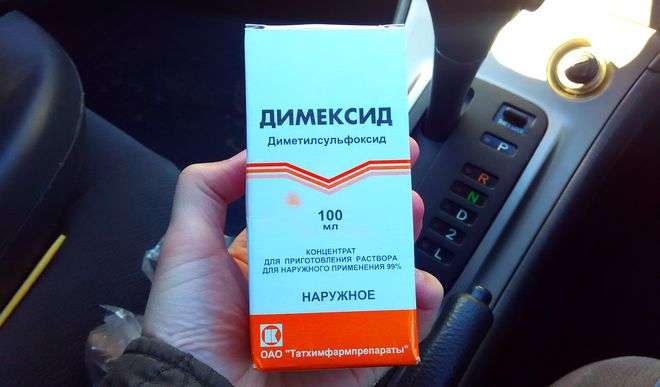 ДИМЕКСИД
Диметилсульфоксид
100
мл
КОНЦЕНТРАТ
ДЛЯ ПРИГОТОВЛЕНИЯ РАСТВОРА
ДЛЯ НАРУЖНОГО ПРИМЕНЕНИЯ 99%
НАРУЖНОЕ
ОАО "Татхимфармпрепараты"
P
R
N
D
2
L